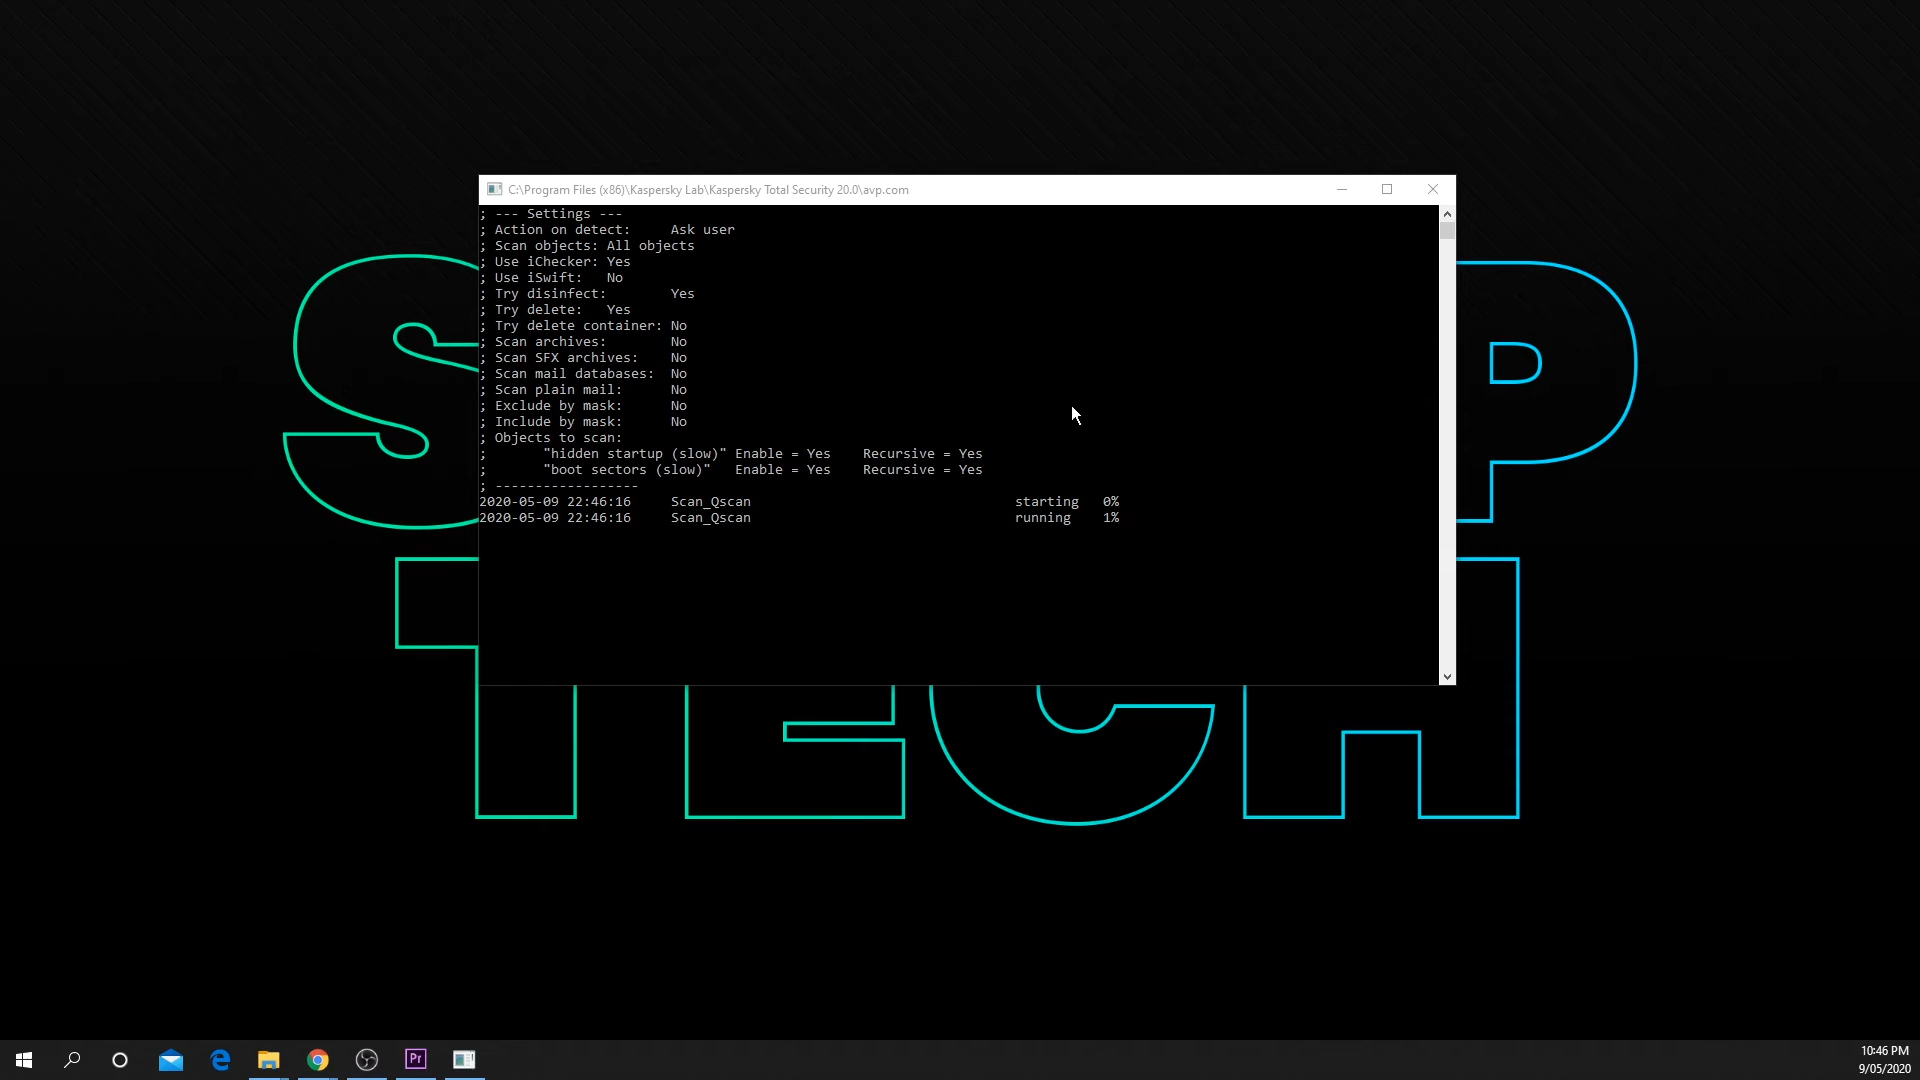 C:\Program Files (x86)\Kaspersky Lab\Kaspersky Total Security 20.0\avp.com
; --- Settings ---
; Action on detect:     Ask user
; Scan objects: All objects
; Use iChecker: Yes
; Use iSwift:   No
; Try disinfect:        Yes
; Try delete:   Yes
; Try delete container: No
; Scan archives:        No
; Scan SFX archives:    No
; Scan mail databases:  No
; Scan plain mail:      No
; Exclude by mask:      No
; Include by mask:      No
; Objects to scan:
;       "hidden startup (slow)" Enable = Yes    Recursive = Yes
;       "boot sectors (slow)"   Enable = Yes    Recursive = Yes
; ------------------
2020-05-09 22:46:16     Scan_Qscan                                 starting   0%
2020-05-09 22:46:16     Scan_Qscan                                 running    1%
S P
TECH
Pr
10:46 PM
9/05/2020